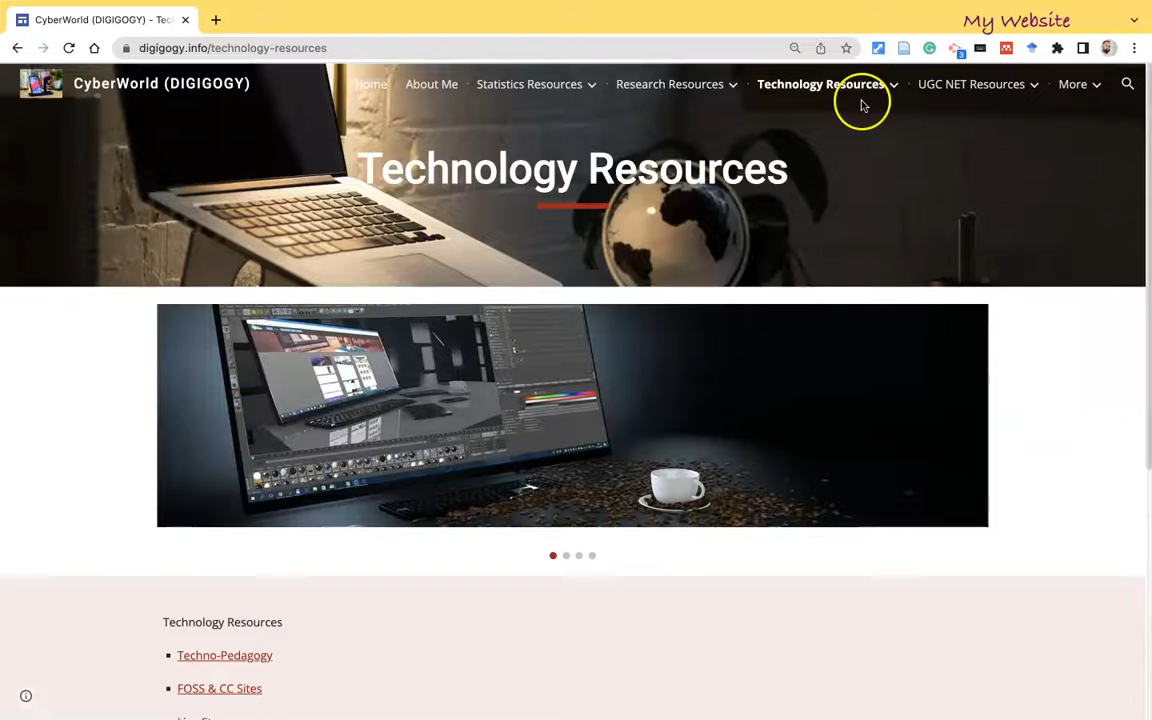 CyberWorld (DIGIGOGY) - Tec
My Website
digigogy.info/technology-resources
3
CyberWorld (DIGIGOGY)
Home
About Me
Statistics Resources
Research Resources
Technology Resources
UGC NET Resources
More
Technology Resources
Technology Resources
Techno-Pedagogy
FOSS & CC Sites